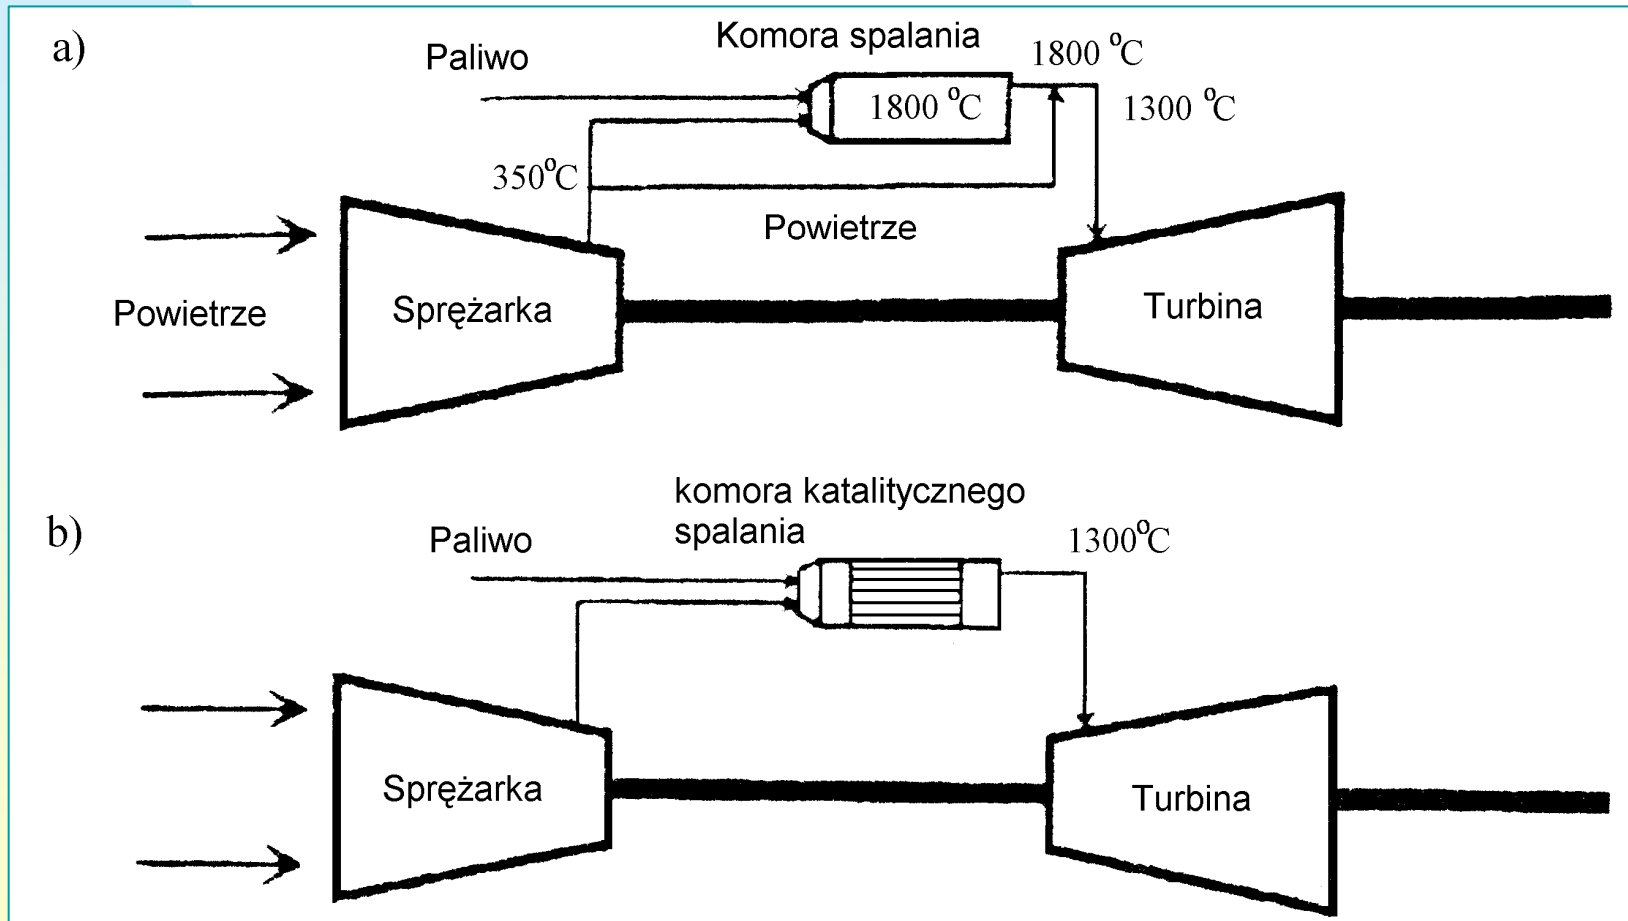 a)
Paliwo
Komora spalania
1800 °C
1800 °C
1300 °C
350°C
Powietrze
Powietrze
Sprężarka
Turbina
b)
komora katalitycznego
spalania
Paliwo
1300°C
Sprężarka
Turbina